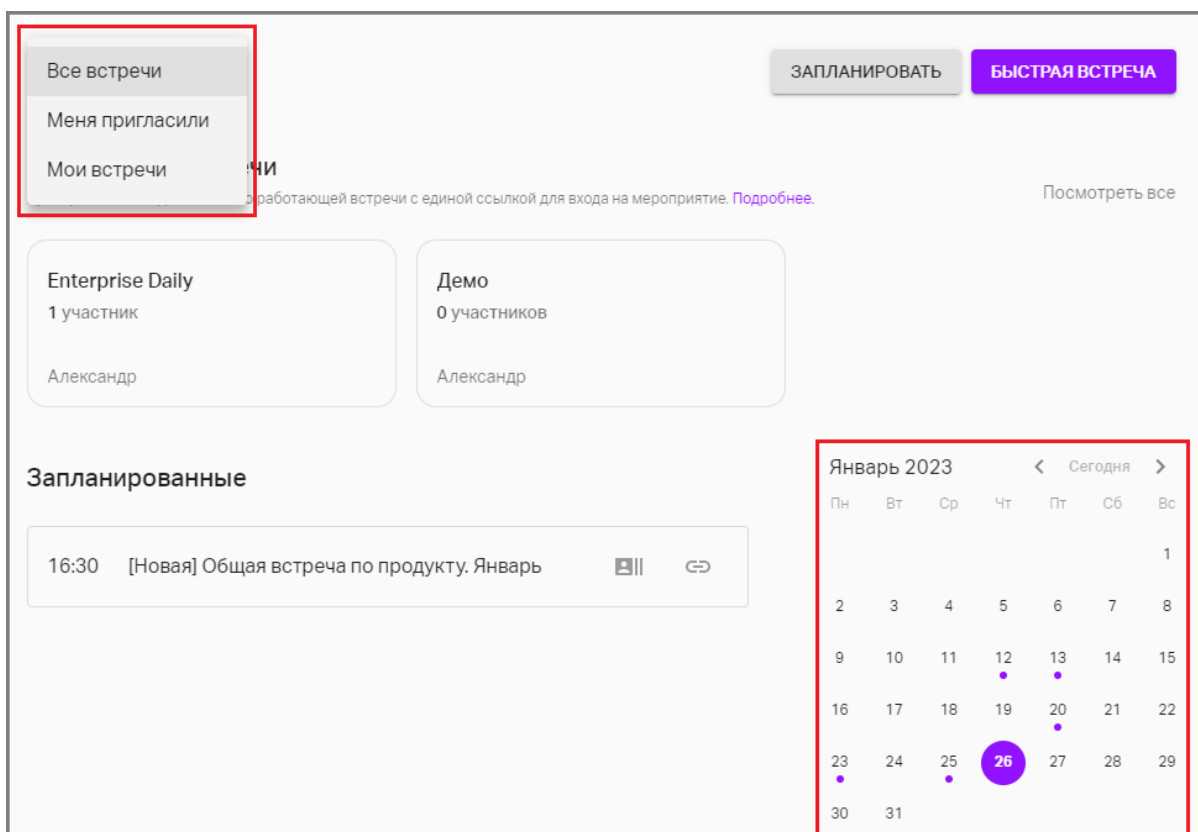 Все встречи
Меня пригласили
Мои встречи
ЗАПЛАНИРОВАТЬ
БЫСТРАЯ ВСТРЕЧА
работающей встречи с единой ссылкой для входа на мероприятие. Подробнее.
Посмотреть все
Enterprise Daily
1 участник
Александр
Демо
0 участников
Александр
Запланированные
16:30 [Новая] Общая встреча по продукту. Январь
Январь 2023 Сегодня
Пн Вт Ср Чт Пт Сб Вс
1
2 3 4 5 6 7 8
9 10 11 12 13 14 15
16 17 18 19 20 21 22
23 24 25 26 27 28 29
30 31